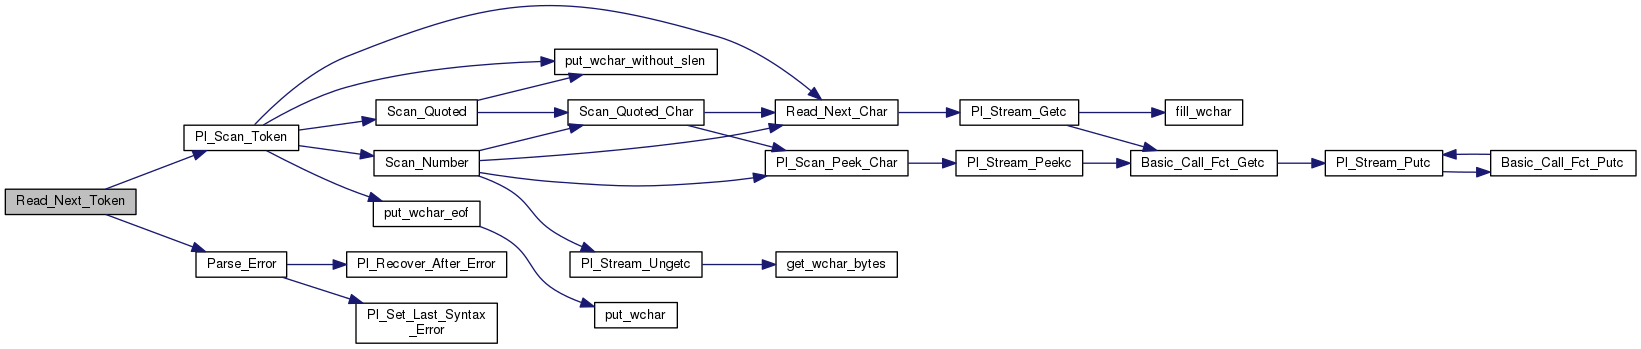 Read_Next_Token
Pl_Scan_Token
Parse_Error
Scan_Quoted
Scan_Number
put_wchar_eof
Pl_Recover_After_Error
Pl_Set_Last_Syntax
_Error
put_wchar_without_slen
Scan_Quoted_Char
Pl_Stream_Ungetc
put_wchar
Read_Next_Char
Pl_Scan_Peek_Char
get_wchar_bytes
Pl_Stream_Getc
Pl_Stream_Peekc
fill_wchar
Basic_Call_Fct_Getc
Pl_Stream_Putc
Basic_Call_Fct_Putc